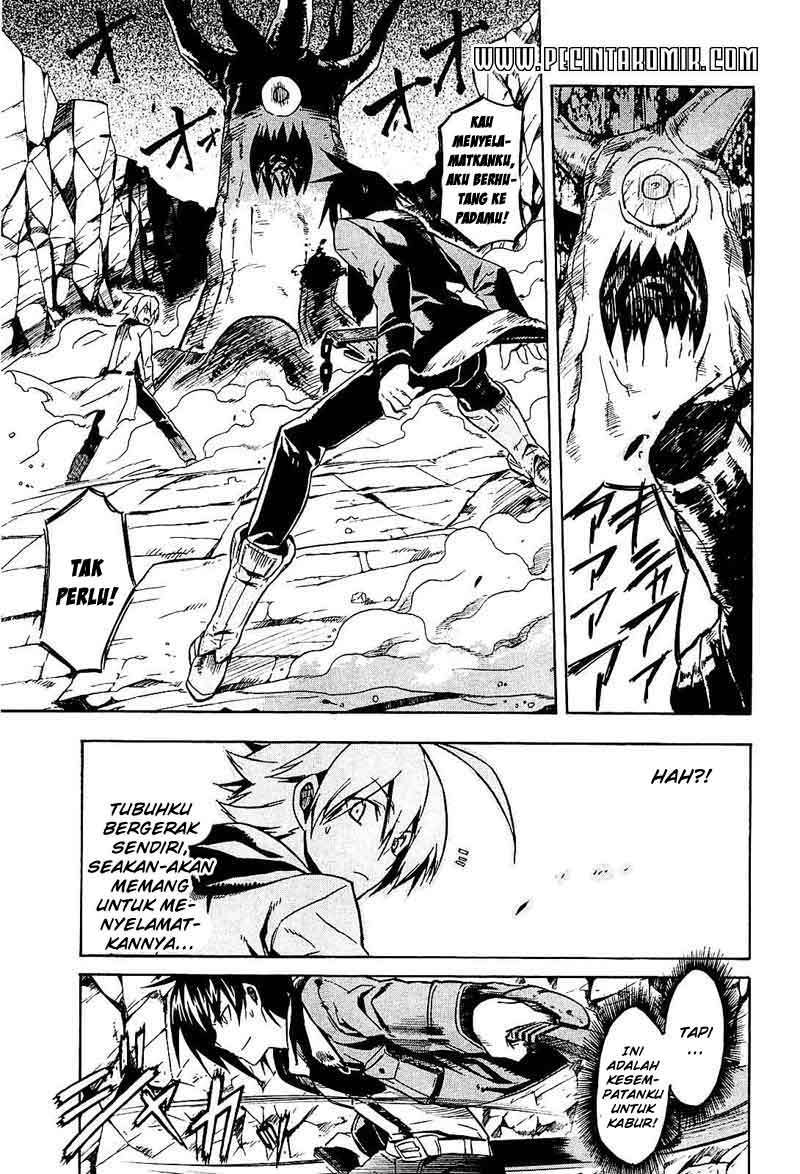 WWW.PECINTAKOMIK.COM
KAU
MENYELA-
MATKANKU,
AKU BERHU-
TANG KE
PADAMU!
TAK
PERLU!
HAH?!
TUBUHKU
BERGERAK
SENDIRI,
SEAKAN-AKAN
MEMANG
UNTUK ME-
NYELAMAT-
KANNYA...
TAPI
...
INI
ADALAH
KESEM-
PATANKU
UNTUK
KABUR!